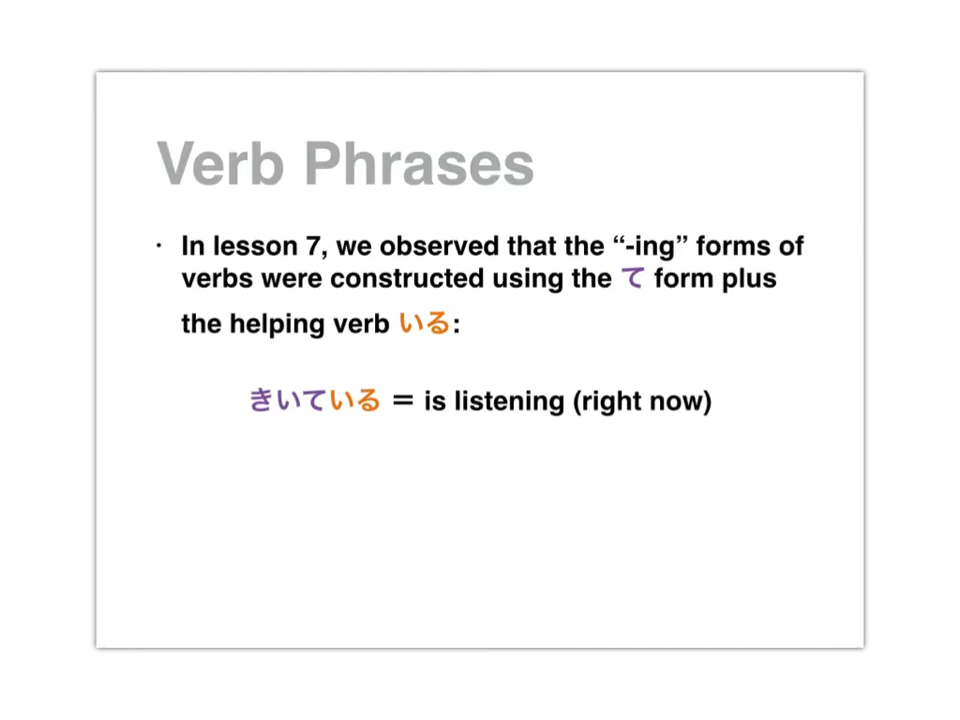 Verb Phrases
· In lesson 7, we observed that the “-ing” forms of
verbs were constructed using the て form plus
the helping verb いる:
きいている = is listening (right now)